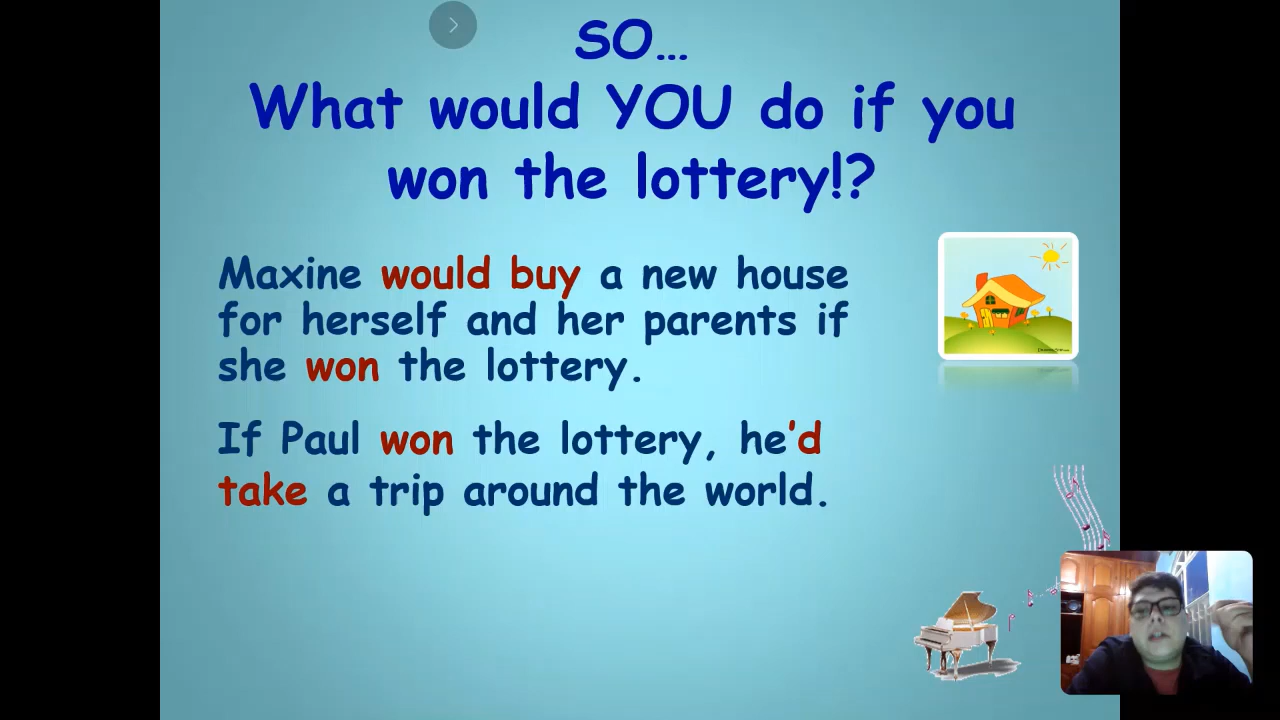 SO…
What would YOU do if you
won the lottery!?
Maxine would buy a new house
for herself and her parents if
she won the lottery.
If Paul won the lottery, he’d
take a trip around the world.